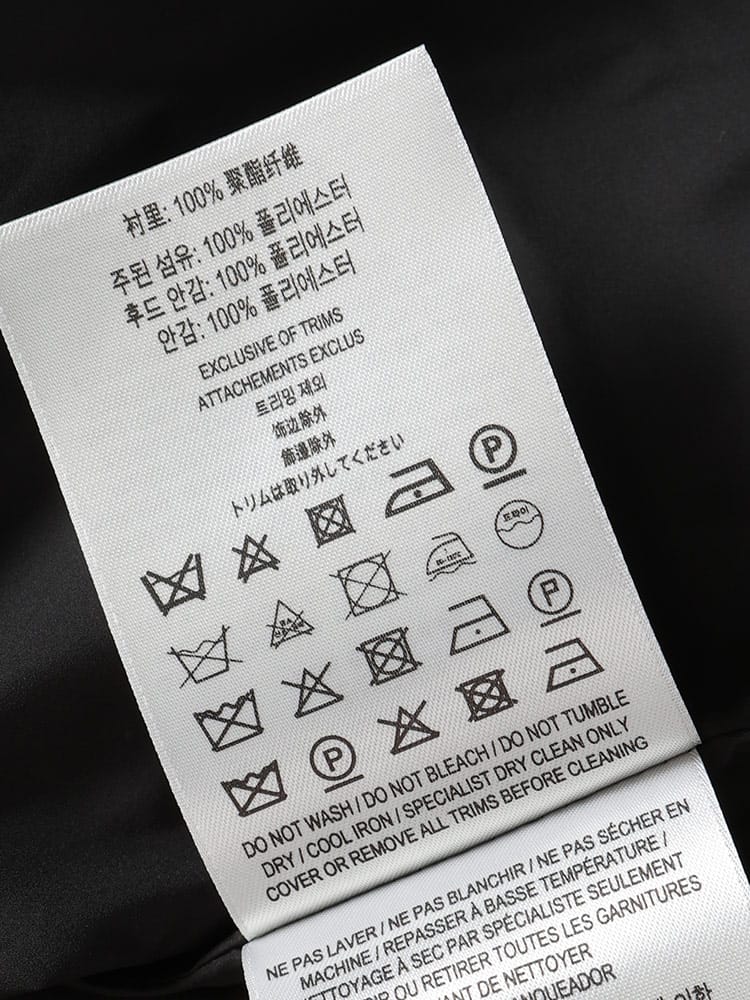 衬里: 100% 聚酯纤维
주된 섬유: 100% 폴리에스터
후드 안감: 100% 폴리에스터
안감: 100% 폴리에스터
EXCLUSIVE OF TRIMS
ATTACHEMENTS EXCLUS
트리밍 제외
饰边除外
飾邊除外
トリムは取り外してください
P
P
P
DO NOT WASH / DO NOT BLEACH / DO NOT TUMBLE
DRY / COOL IRON / SPECIALIST DRY CLEAN ONLY
COVER OR REMOVE ALL TRIMS BEFORE CLEANING
NE PAS LAVER / NE PAS BLANCHIR / NE PAS SÉCHER EN
MACHINE / REPASSER À BASSE TEMPÉRATURE /
NETTOYAGE À SEC PAR SPÉCIALISTE SEULEMENT
OU RETIRER TOUTES LES GARNITURES
DE NETTOYER